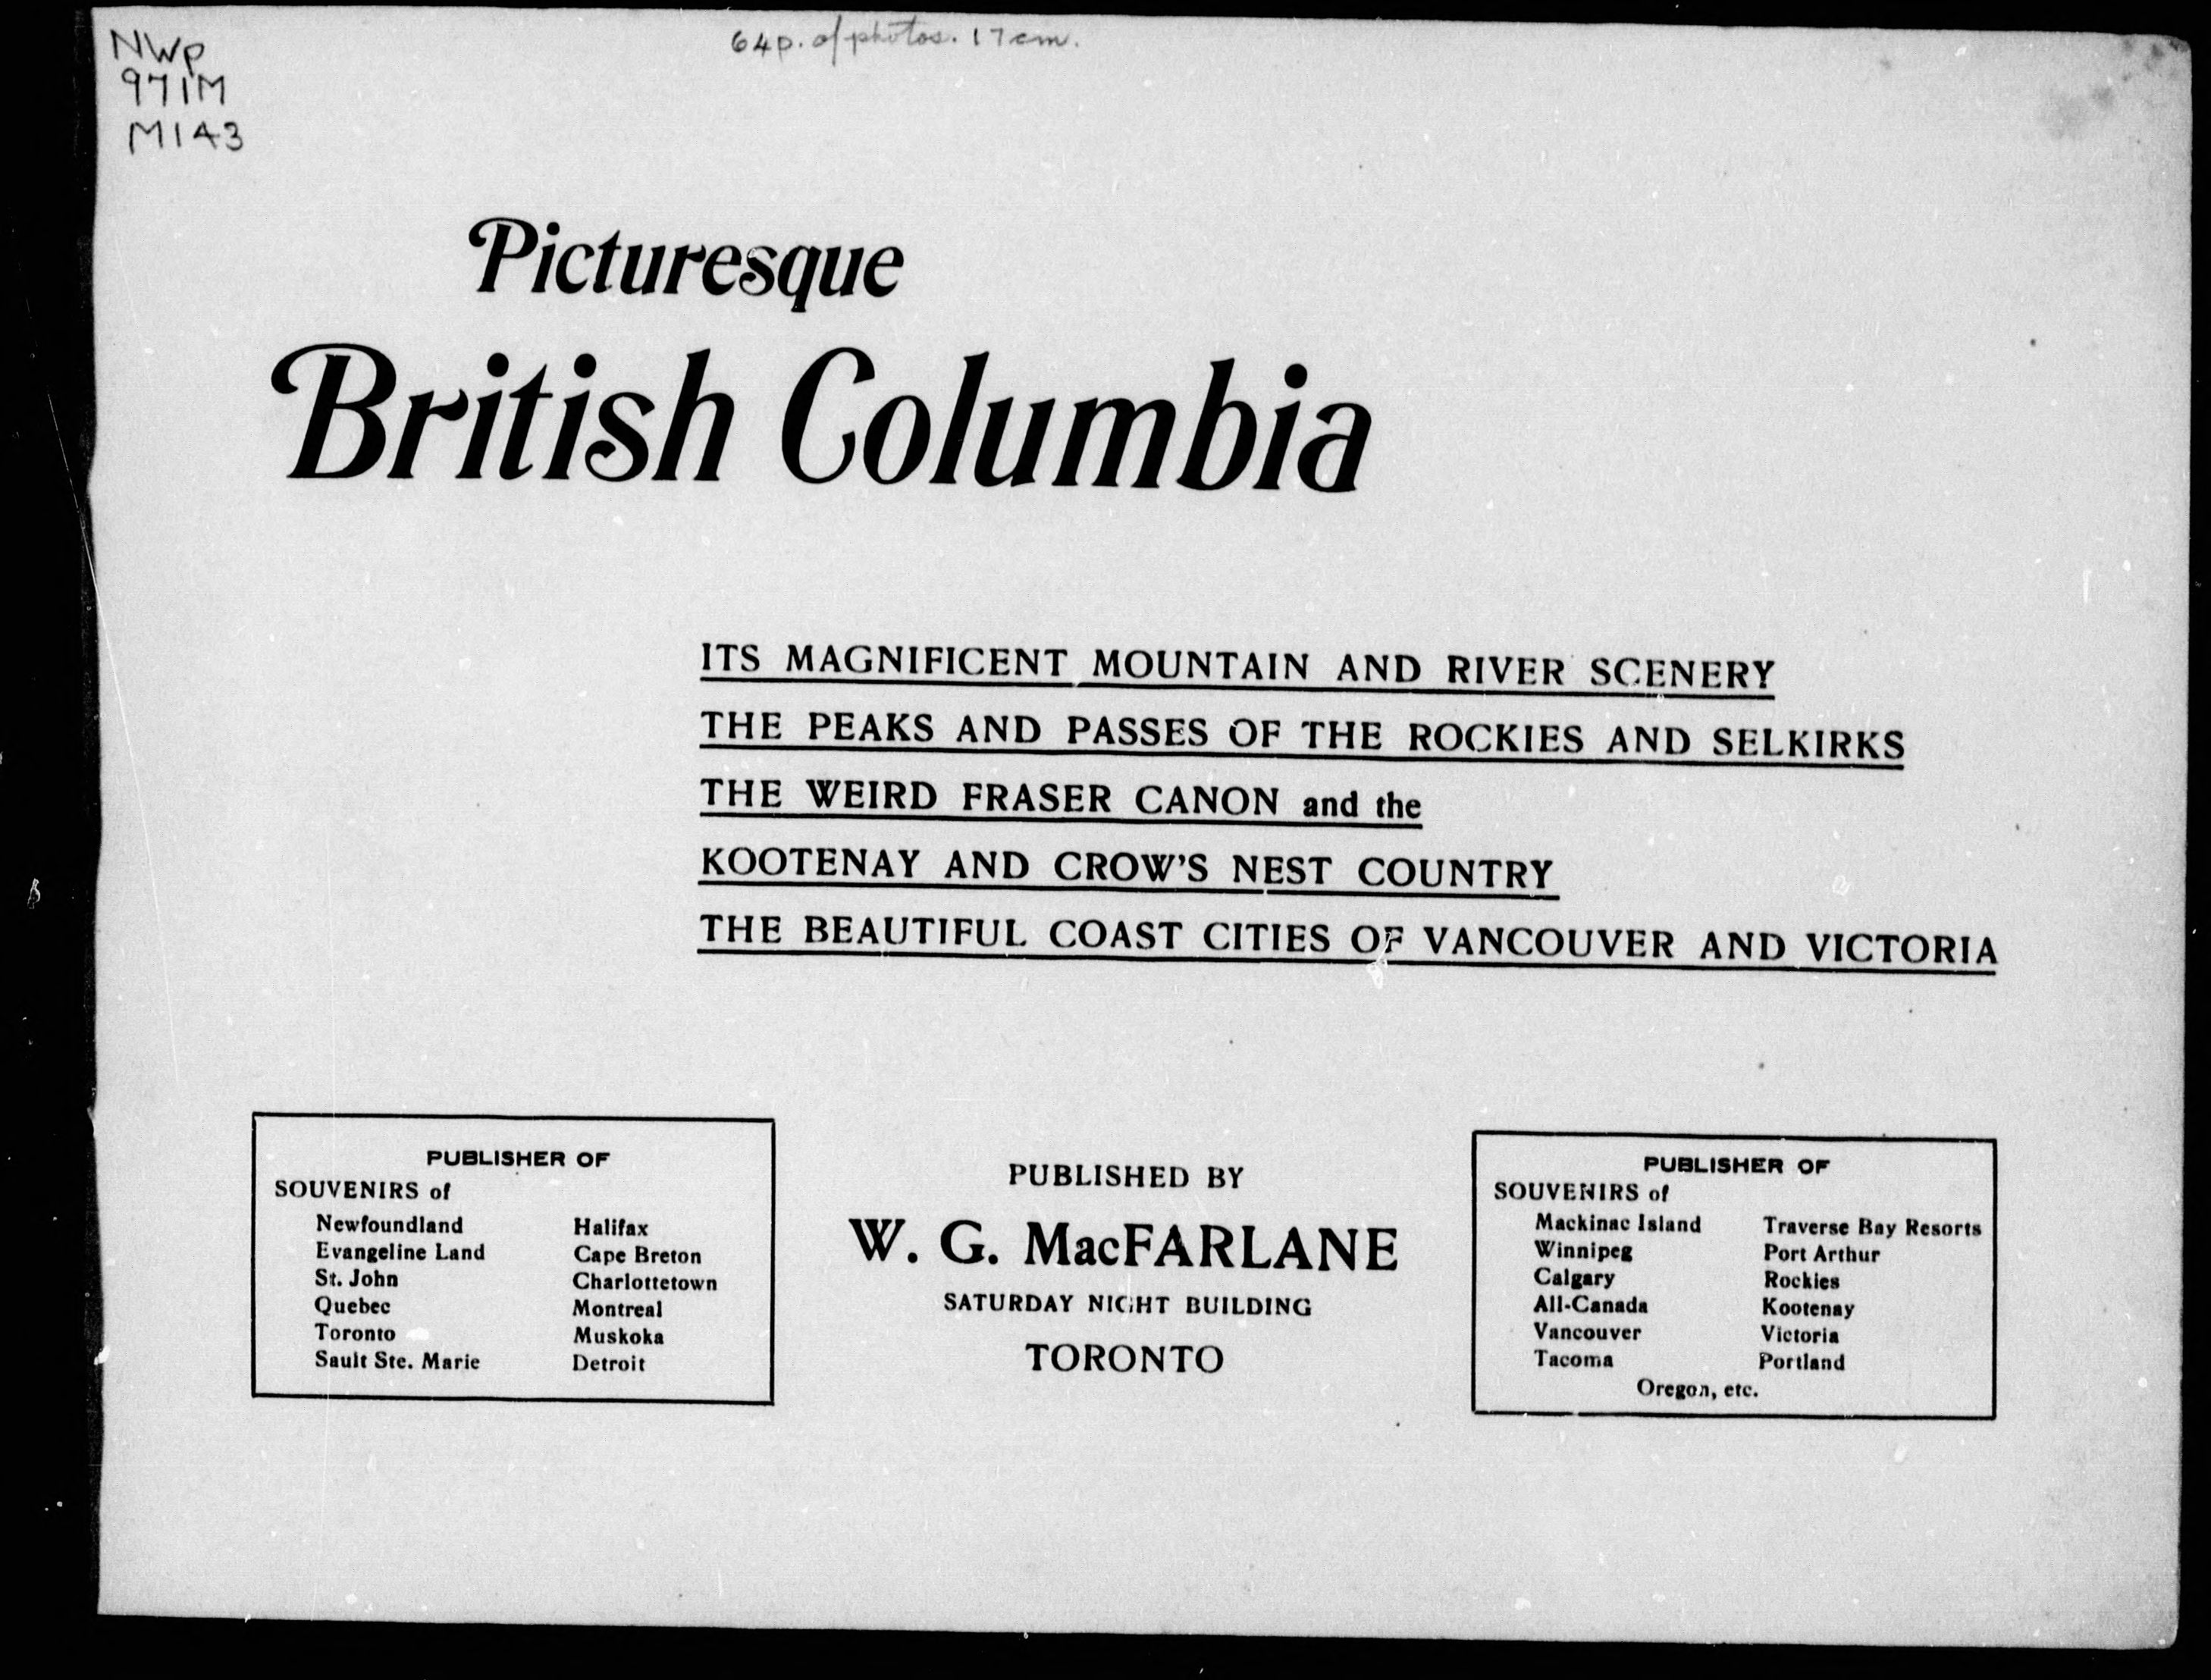 NWp
971M
M143
64p. of photos. 17cm.
Picturesque
British Columbia
ITS MAGNIFICENT MOUNTAIN AND RIVER SCENERY
THE PEAKS AND PASSES OF THE ROCKIES AND SELKIRKS
THE WEIRD FRASER CANON and the
KOOTENAY AND CROW'S NEST COUNTRY
THE BEAUTIFUL COAST CITIES OF VANCOUVER AND VICTORIA
PUBLISHER OF
SOUVENIRS of
Newfoundland Halifax
Evangeline Land Cape Breton
St. John Charlottetown
Quebec Montreal
Toronto Muskoka
Sault Ste. Marie Detroit
PUBLISHED BY
W. G. MacFARLANE
SATURDAY NIGHT BUILDING
TORONTO
PUBLISHER OF
SOUVENIRS of
Mackinac Island Traverse Bay Resorts
Winnipeg Port Arthur
Calgary Rockies
All-Canada Kootenay
Vancouver Victoria
Tacoma Portland
Oregon, etc.